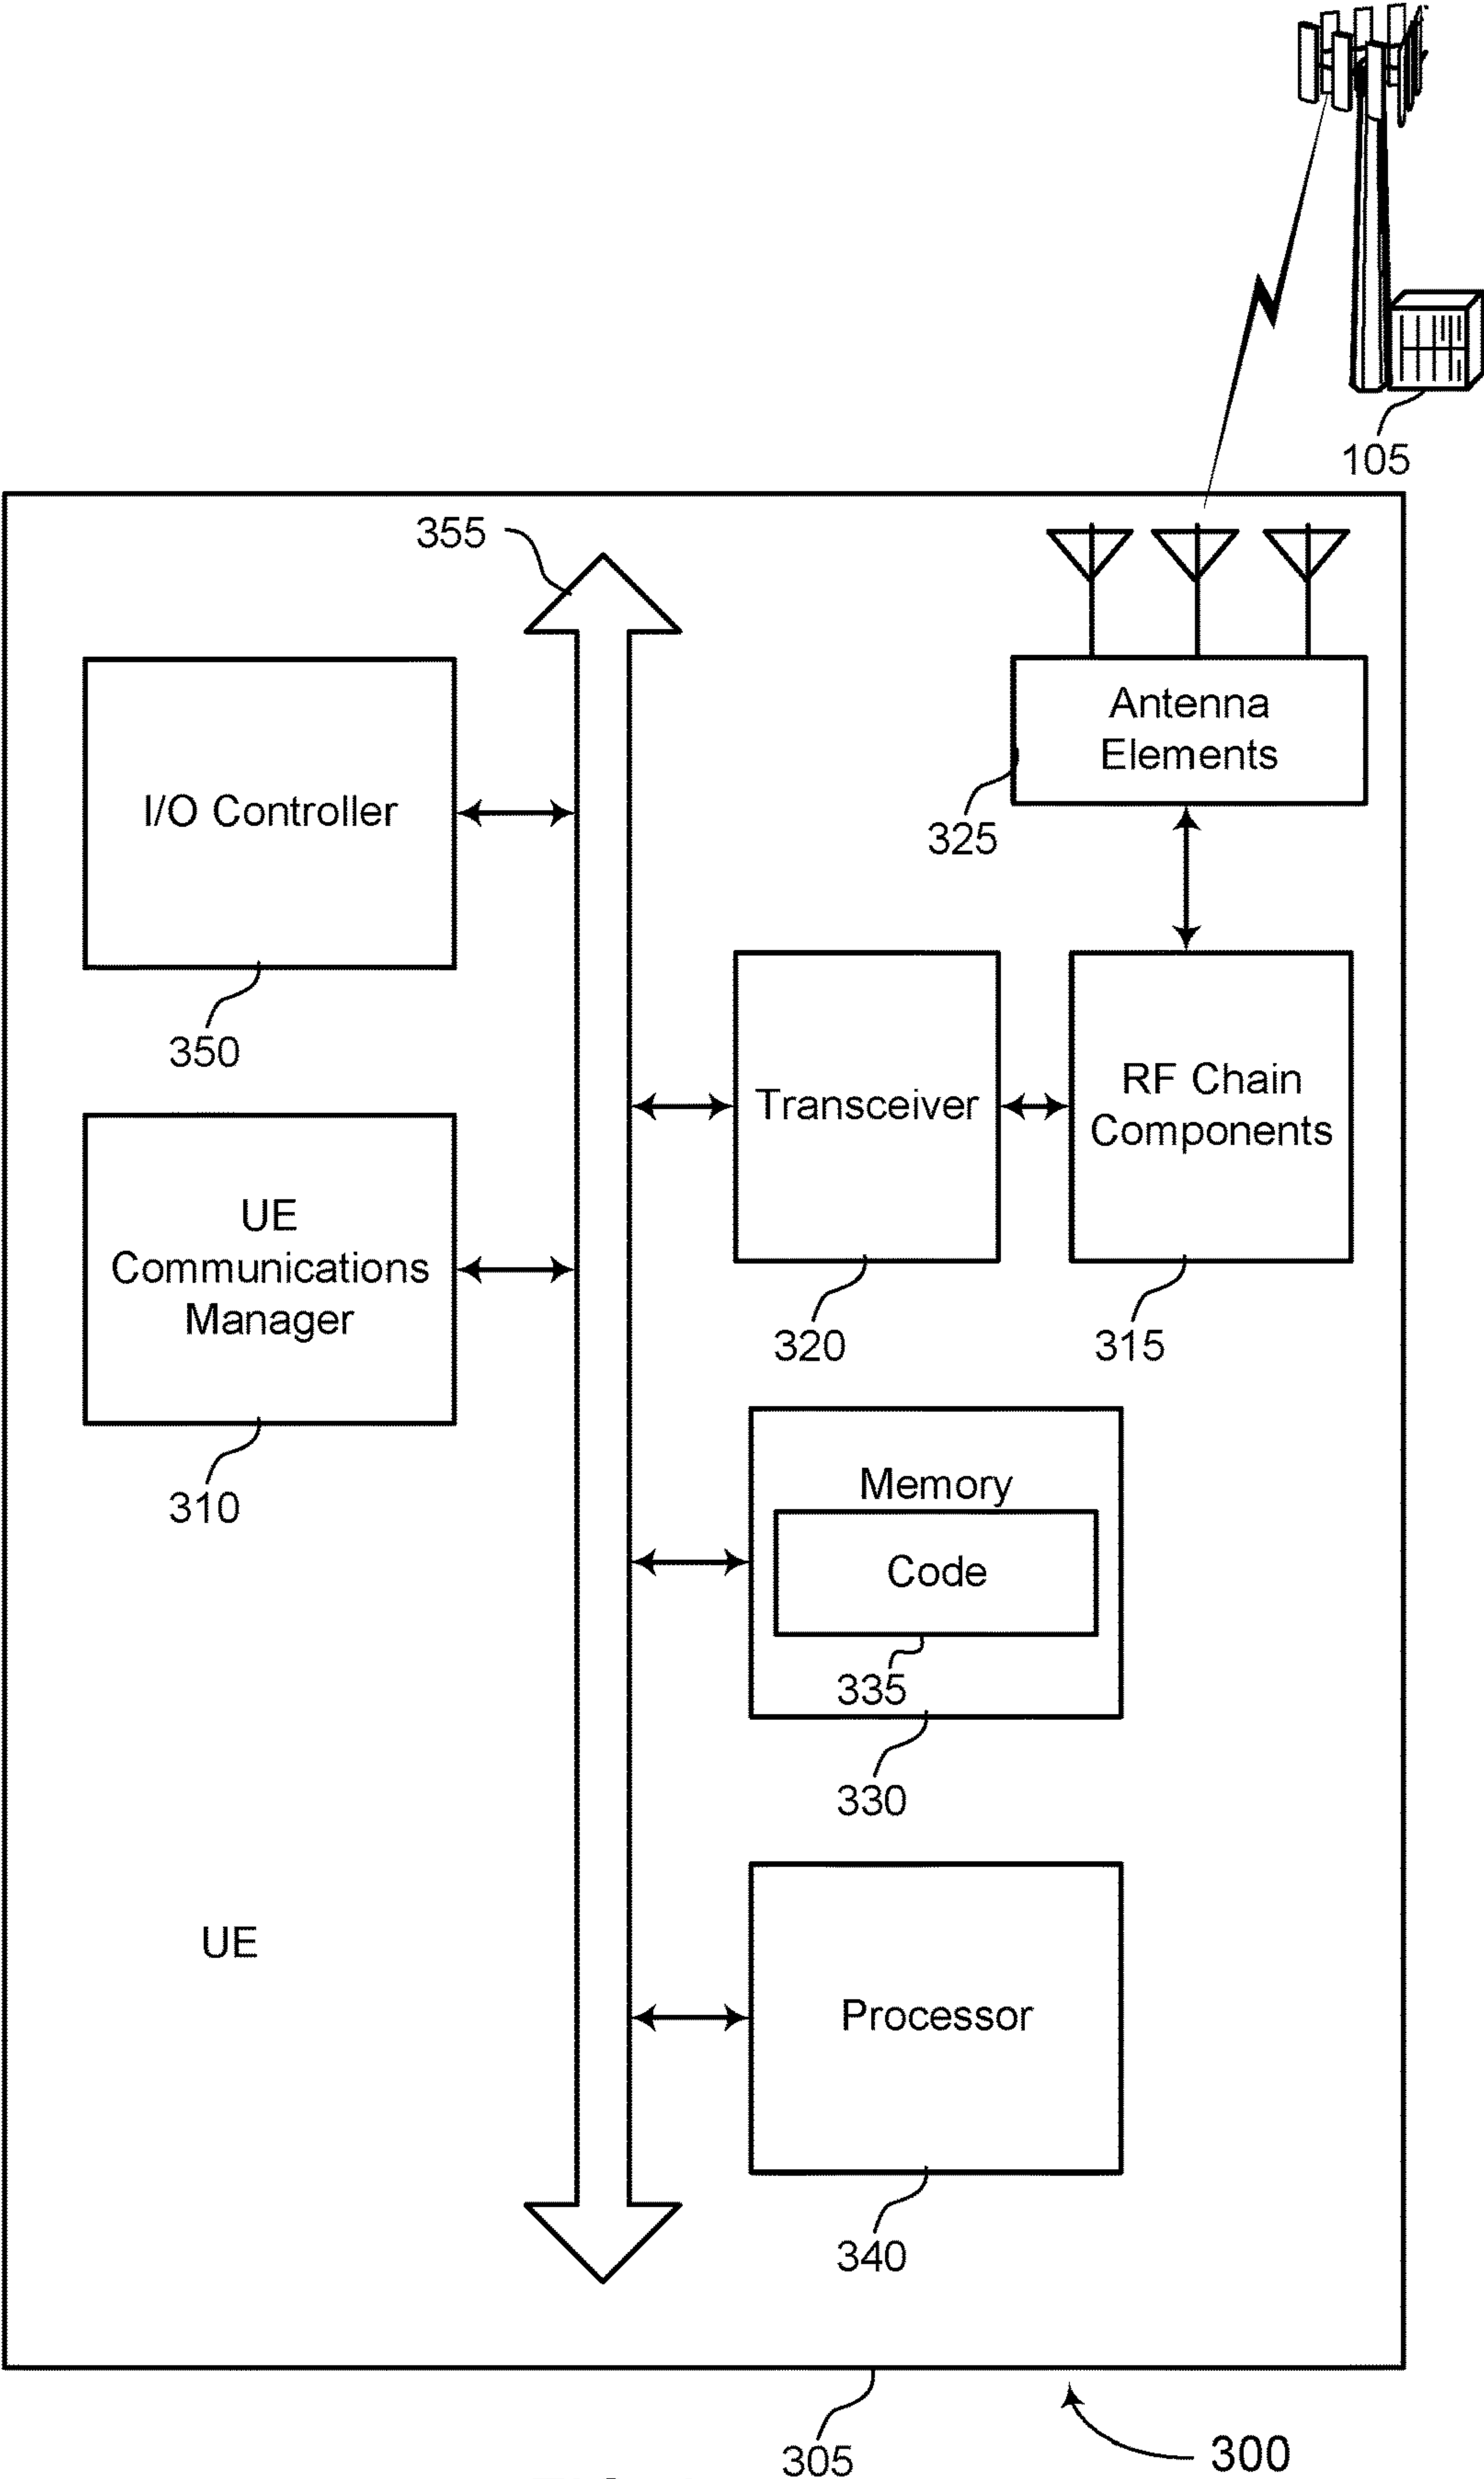 105
355
Antenna
Elements
325
I/O Controller
350
Transceiver
320
RF Chain
Components
315
UE
Communications
Manager
310
Memory
Code
335
330
UE
Processor
340
305
300